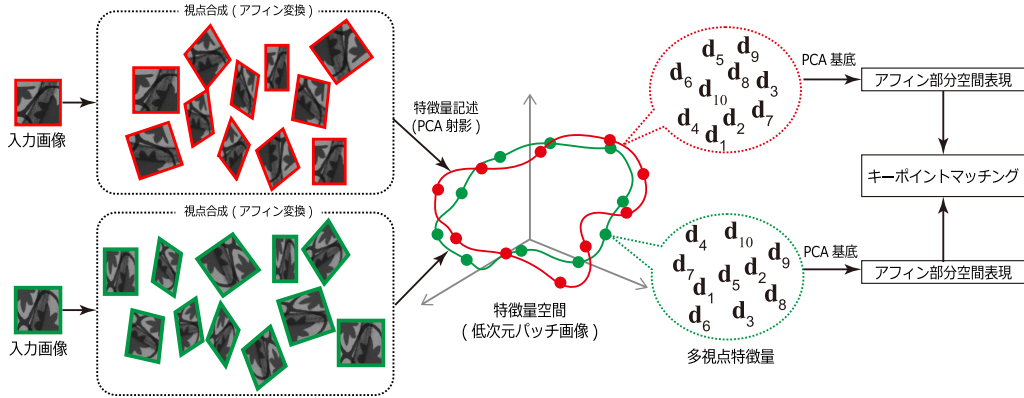 視点合成 ( アフィン変換 )
入力画像
特徴量記述
(PCA 射影 )
d5
d9
d6
d8
d3
d10
d7
d4
d2
d1
PCA 基底
アフィン部分空間表現
キーポイントマッチング
視点合成 ( アフィン変換 )
入力画像
特徴量空間
( 低次元パッチ画像 )
d4
d10
d9
d7
d5
d2
d1
d8
d6
d3
多視点特徴量
PCA 基底
アフィン部分空間表現